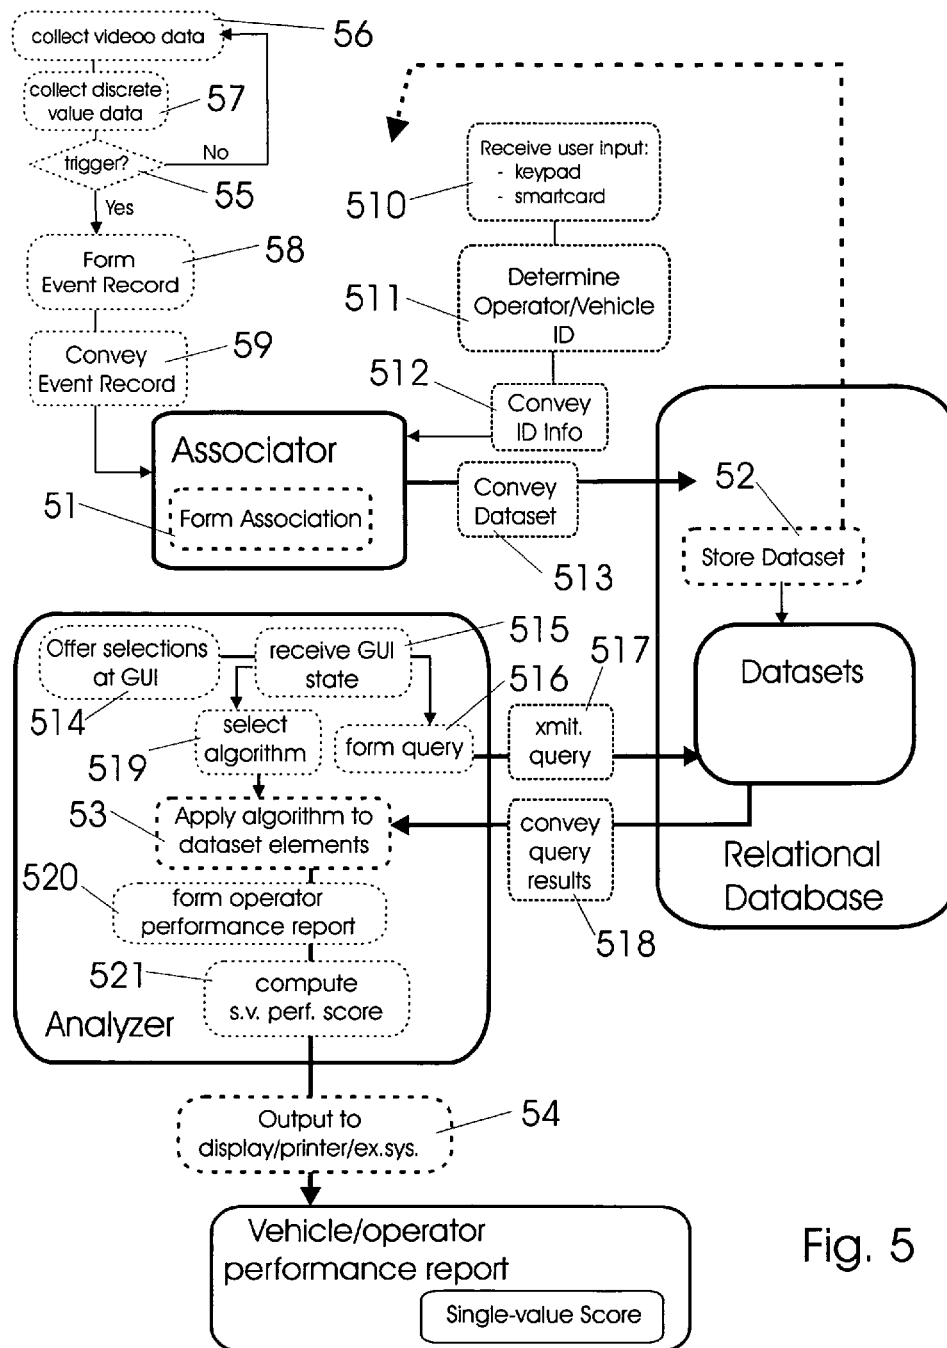 collect videoo data
56
collect discrete
value data
57
trigger?
No
55
Yes
Form
Event Record
58
Convey
Event Record
59
Receive user input:
- keypad
- smartcard
510
Determine
Operator/Vehicle
ID
511
512
Convey
ID Info
Associator
51
Form Association
Convey
Dataset
513
52
Store Dataset
Datasets
Relational
Database
Offer selections
at GUI
514
receive GUI
state
515
516
517
select
algorithm
519
form query
xmit.
query
53
Apply algorithm to
dataset elements
convey
query
results
518
520
form operator
performance report
521
compute
s.v. perf. score
Analyzer
Output to
display/printer/ex.sys.
54
Vehicle/operator
performance report
Single-value Score
Fig. 5